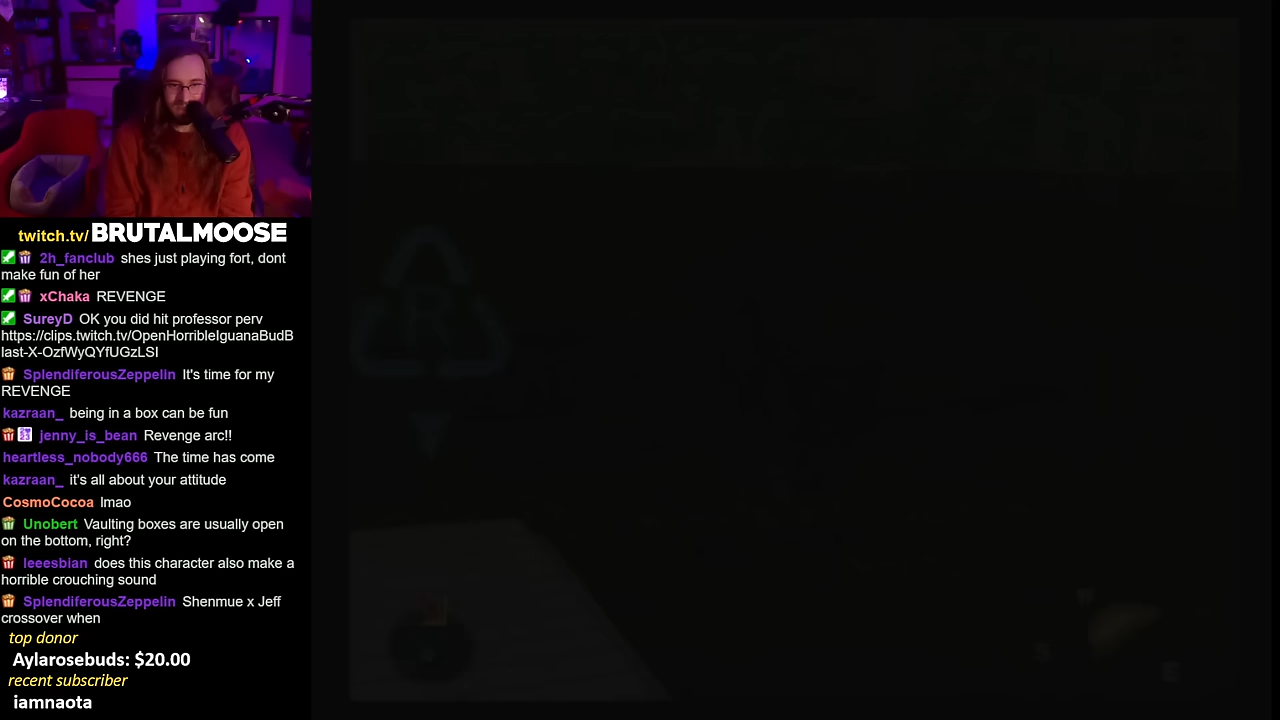 twitch.tv/BRUTALMOOSE
2h_fanclub shes just playing fort, dont
make fun of her
xChaka REVENGE
SureyD OK you did hit professor perv
https://clips.twitch.tv/OpenHorribleIguanaBudB
last-X-OzfWyQYfUGzLSI
SplendiferousZeppelin It's time for my
REVENGE
kazraan_ being in a box can be fun
jenny_is_bean Revenge arc!!
heartless_nobody666 The time has come
kazraan_ it's all about your attitude
CosmoCocoa lmao
Unobert Vaulting boxes are usually open
on the bottom, right?
leeesbian does this character also make a
horrible crouching sound
SplendiferousZeppelin Shenmue x Jeff
crossover when
top donor
Aylarosebuds: $20.00
recent subscriber
iamnaota
R